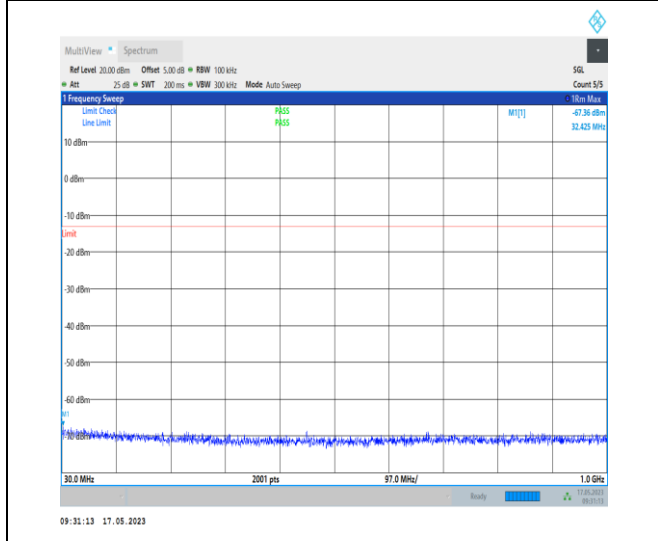 MultiView Spectrum
Ref Level 20.00 dBm Offset 5.00 dB RBW 100 kHz SGL
Att 25 dB SWT 200 ms VBW 300 kHz Mode Auto Sweep Count 5/5
1 Frequency Sweep 1Rm Max
Limit Check PASS M1[1] -67.36 dBm
Line Limit PASS 32.425 MHz
10 dBm
0 dBm
-10 dBm
Limit
-20 dBm
-30 dBm
-40 dBm
-50 dBm
-60 dBm
M1
-70 dBm
30.0 MHz 2001 pts 97.0 MHz/ 1.0 GHz
Ready 17.05.2023
09:31:13
09:31:13 17.05.2023